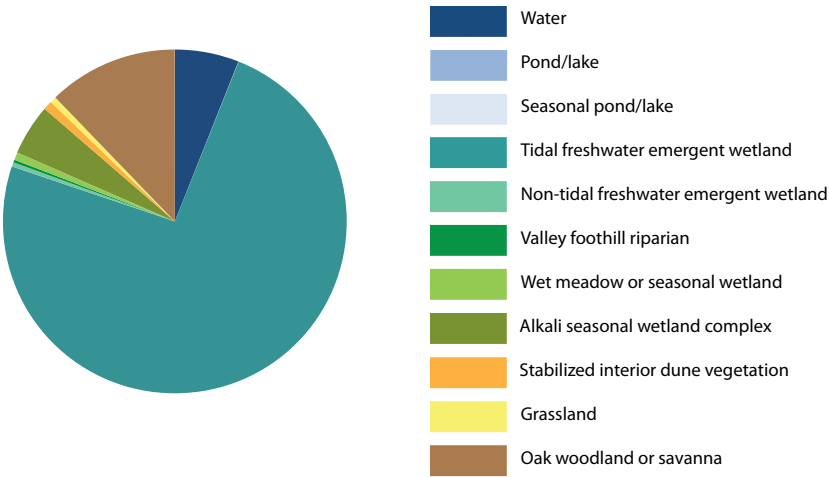 Water
Pond/lake
Seasonal pond/lake
Tidal freshwater emergent wetland
Non-tidal freshwater emergent wetland
Valley foothill riparian
Wet meadow or seasonal wetland
Alkali seasonal wetland complex
Stabilized interior dune vegetation
Grassland
Oak woodland or savanna